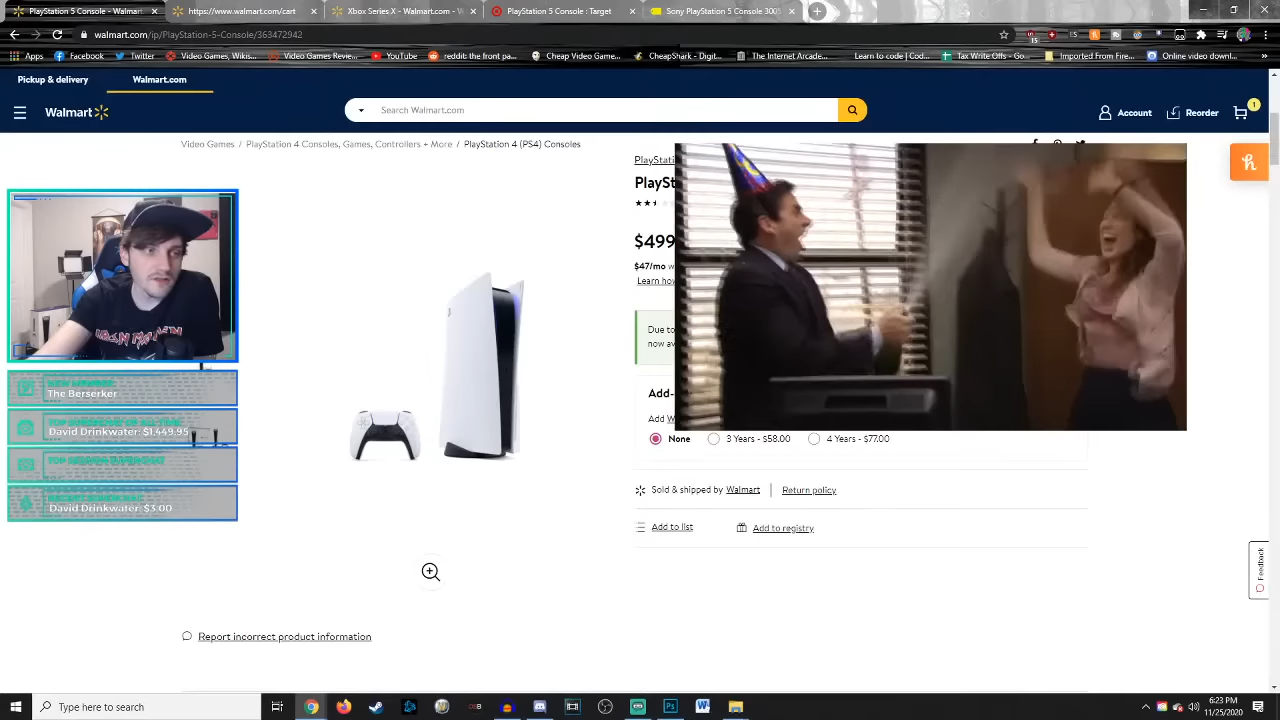 PlayStation 5 Console - Walmart.
https://www.walmart.com/cart
Xbox Series X - Walmart.com - W
PlayStation 5 Console : Target
Sony PlayStation 5 Console 3005
walmart.com/ip/PlayStation-5-Console/363472942
Apps
Facebook
Twitter
Video Games, Wikis...
Video Games Revie...
YouTube
reddit: the front pa...
Cheap Video Game...
CheapShark - Digit...
The Internet Arcade...
Learn to code | Cod...
Tax Write Offs - Go...
Imported From Fire...
Online video downl...
Pickup & delivery
Walmart.com
Walmart
Search Walmart.com
Account
Reorder
1
Video Games / PlayStation 4 Consoles, Games, Controllers + More / PlayStation 4 (PS4) Consoles
PlayStati
PlaySt
$499
$47/mo w
Learn how
Due to
now av
Add-
Add W
None
3 Years - $58.00
4 Years - $77.00
Sold & shipped by Walmart | Return policy
Add to list
Add to registry
IRON MAIDEN
The Berserker
David Drinkwater: $1,449.95
David Drinkwater: $3.00
Feedback
Report incorrect product information
Type here to search
6:23 PM
11/25/2020